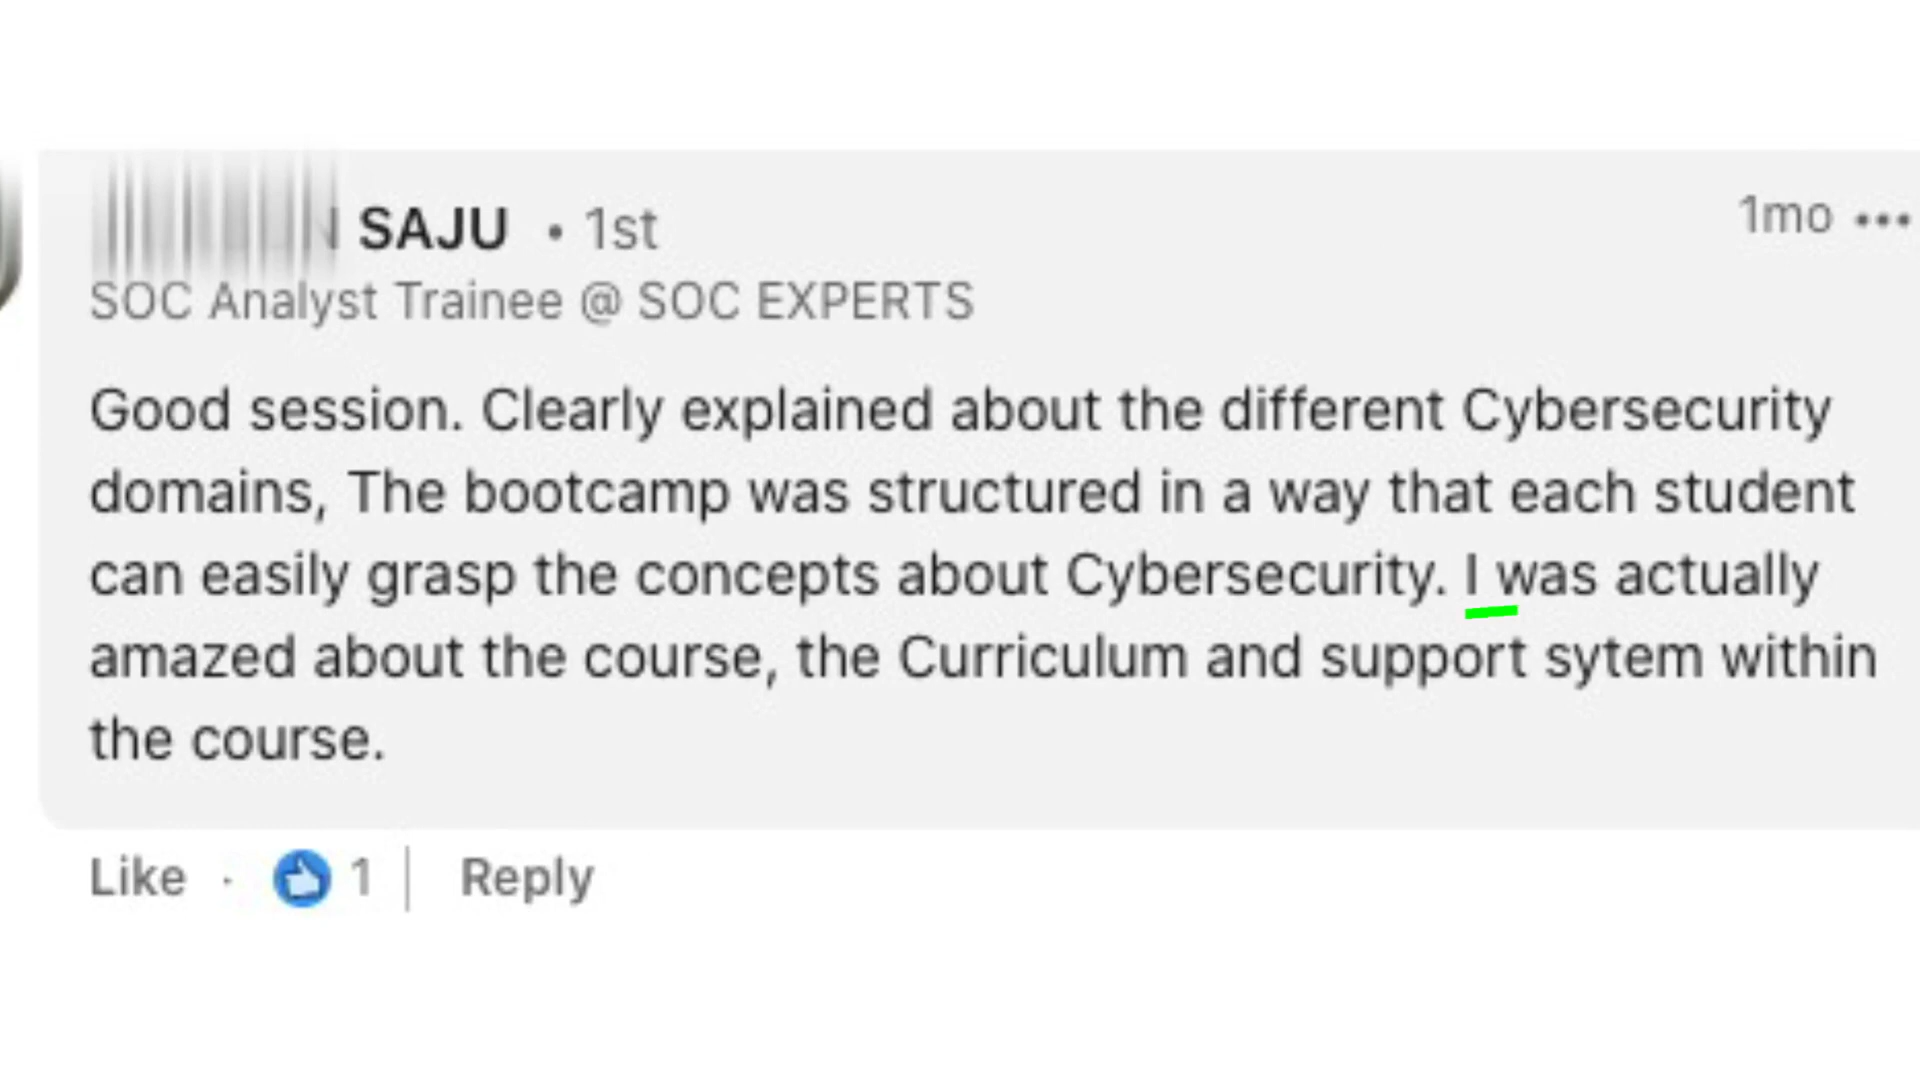 SAJU • 1st
1mo •••
SOC Analyst Trainee @ SOC EXPERTS
Good session. Clearly explained about the different Cybersecurity
domains, The bootcamp was structured in a way that each student
can easily grasp the concepts about Cybersecurity. I was actually
amazed about the course, the Curriculum and support sytem within
the course.
Like · 1 | Reply